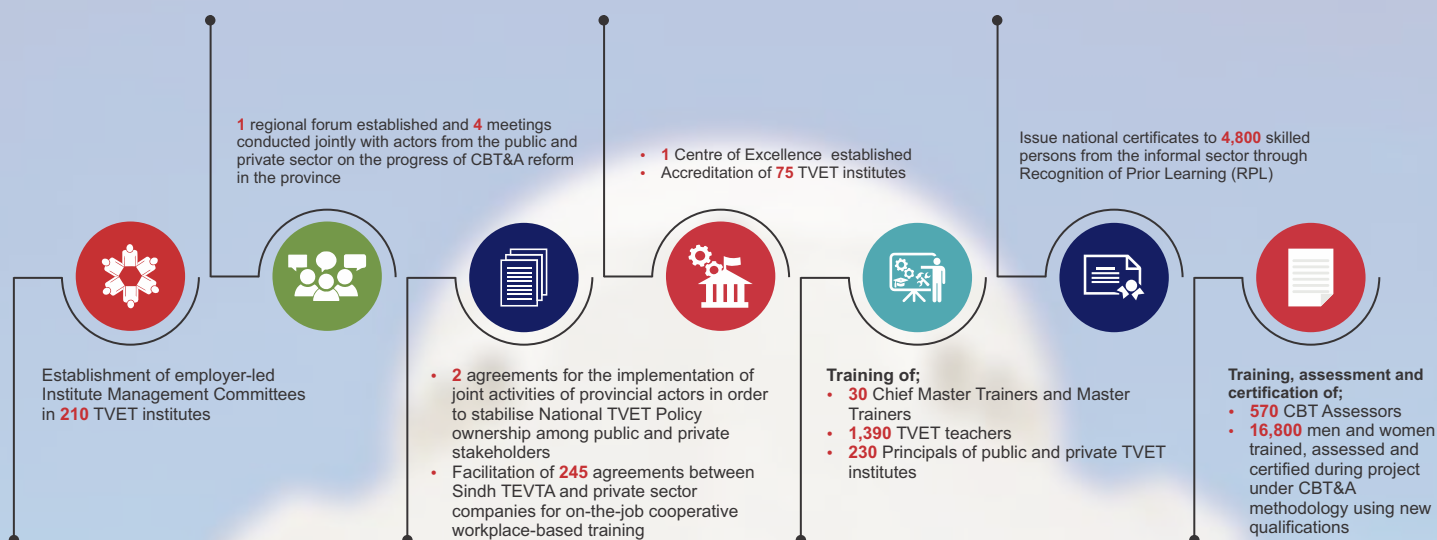 1 regional forum established and 4 meetings
conducted jointly with actors from the public and
private sector on the progress of CBT&A reform
in the province
• 1 Centre of Excellence established
• Accreditation of 75 TVET institutes
Issue national certificates to 4,800 skilled
persons from the informal sector through
Recognition of Prior Learning (RPL)
Establishment of employer-led
Institute Management Committees
in 210 TVET institutes
• 2 agreements for the implementation of
joint activities of provincial actors in order
to stabilise National TVET Policy
ownership among public and private
stakeholders
• Facilitation of 245 agreements between
Sindh TEVTA and private sector
companies for on-the-job cooperative
workplace-based training
Training of;
• 30 Chief Master Trainers and Master
Trainers
• 1,390 TVET teachers
• 230 Principals of public and private TVET
institutes
Training, assessment and
certification of;
• 570 CBT Assessors
• 16,800 men and women
trained, assessed and
certified during project
under CBT&A
methodology using new
qualifications